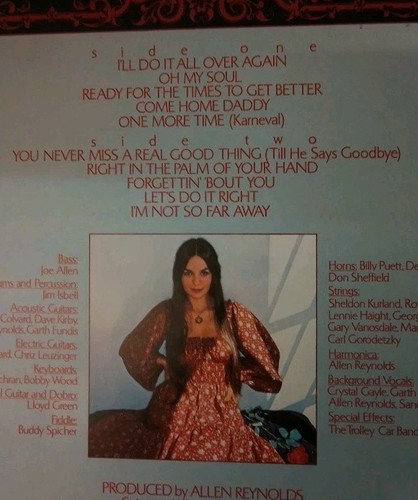 side one
I'LL DO IT ALL OVER AGAIN
OH MY SOUL
READY FOR THE TIMES TO GET BETTER
COME HOME DADDY
ONE MORE TIME (Karneval)
side two
YOU NEVER MISS A REAL GOOD THING (Till He Says Goodbye)
RIGHT IN THE PALM OF YOUR HAND
FORGETTIN' 'BOUT YOU
LET'S DO IT RIGHT
I'M NOT SO FAR AWAY
Bass:
Joe Allen
and Percussion:
Jim Isbell
Acoustic Guitars:
Colvard, Dave Kirby,
Garth Fundis
Electric Guitars:
Chris Leuzinger
Keyboards:
Bobby Wood
Guitar and Dobro:
Lloyd Green
Fiddle:
Buddy Spicher
Horns: Billy Puett,
Don Sheffield
Strings:
Sheldon Kurland,
Lennie Haight,
Gary Vanosdale,
Carl Gorodetzky
Harmonica:
Allen Reynolds
Background Vocals:
Crystal Gayle, Garth
Allen Reynolds,
Special Effects:
The Trolley Car Band
PRODUCED by ALLEN REYNOLDS